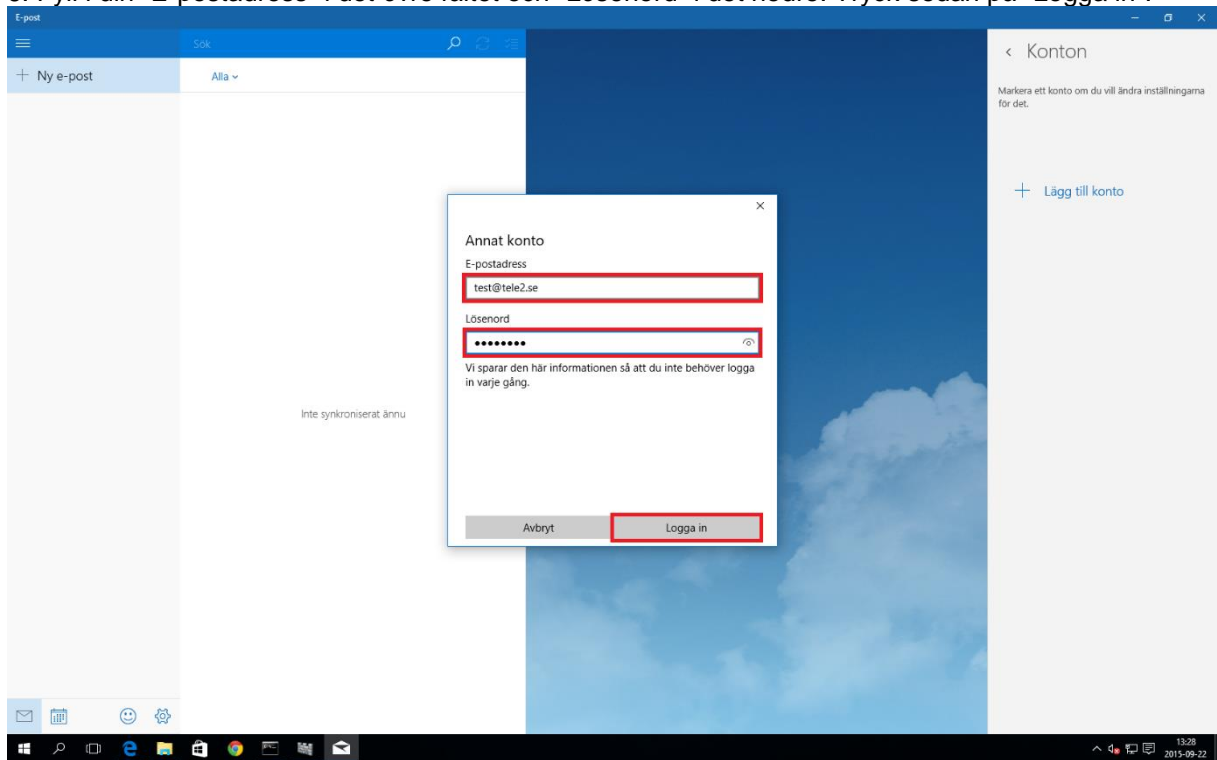 E-post
Sök
Konton
Ny e-post
Alla
Markera ett konto om du vill ändra inställningarna
för det.
Lägg till konto
Annat konto
E-postadress
test@tele2.se
Lösenord
••••••••
Vi sparar den här informationen så att du inte behöver logga
in varje gång.
Inte synkroniserat ännu
Avbryt
Logga in
13:28
2015-09-22